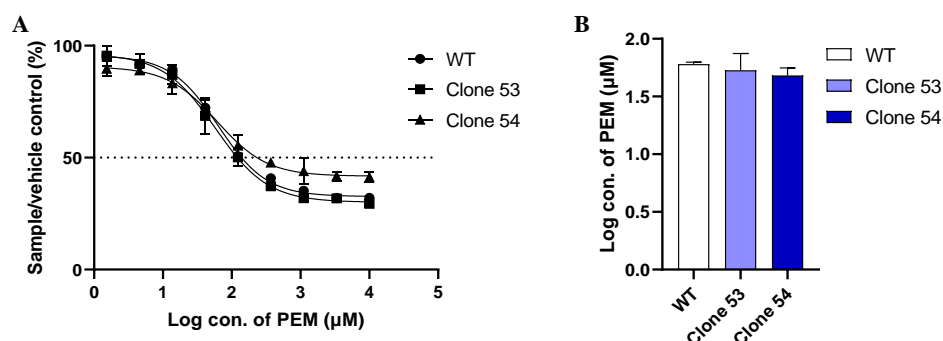 A
Sample/vehicle control (%)
100
50
0
0 1 2 3 4 5
Log con. of PEM (µM)
WT
Clone 53
Clone 54
B
Log con. of PEM (µM)
2.0
1.5
1.0
0.5
0.0
WT
Clone 53
Clone 54
WT
Clone 53
Clone 54